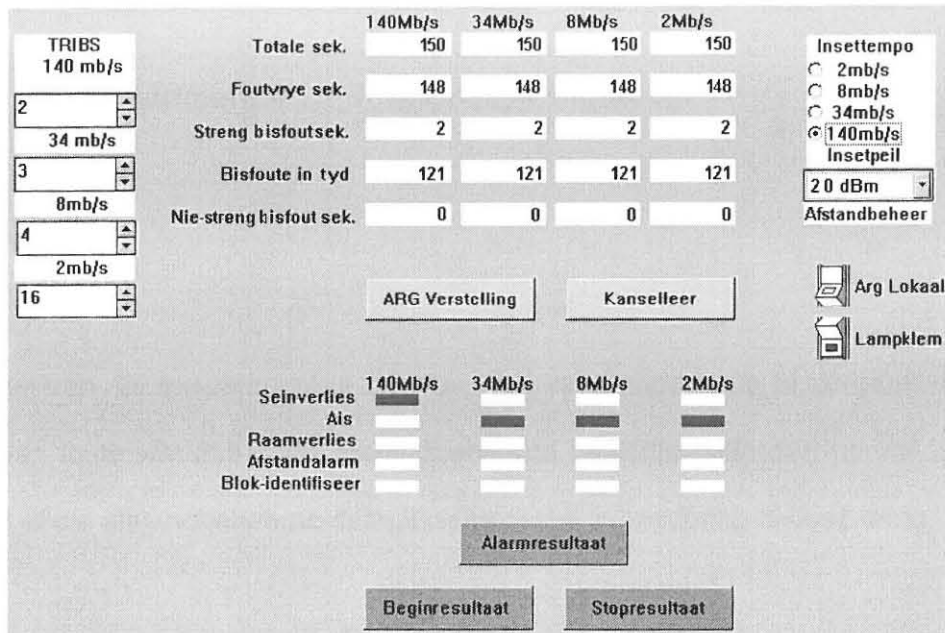 TRIBS
140 mb/s
2
34 mb/s
3
8mb/s
4
2mb/s
16
140Mb/s 34Mb/s 8Mb/s 2Mb/s
Totale sek. 150 150 150 150
Foutvrye sek. 148 148 148 148
Streng bisfoutsek. 2 2 2 2
Bisfoute in tyd 121 121 121 121
Nie-streng bisfout sek. 0 0 0 0
ARG Verstelling Kanselleer
Insettempo
2mb/s
8mb/s
34mb/s
140mb/s
Insetpeil
20 dBm
Afstandbeheer
Arg Lokaal
Lampklem
140Mb/s 34Mb/s 8Mb/s 2Mb/s
Seinverlies
Ais
Raamverlies
Afstandalarm
Blok-identifiseer
Alarmresultaat
Beginresultaat Stopresultaat